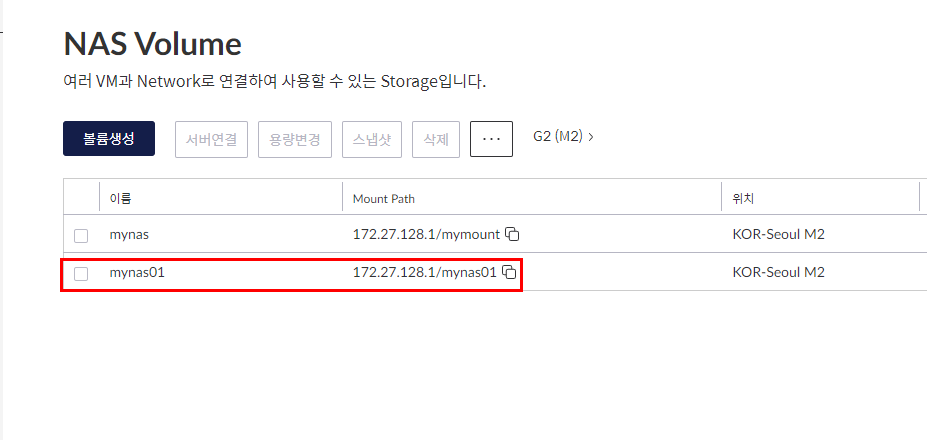 NAS Volume
여러 VM과 Network로 연결하여 사용할 수 있는 Storage입니다.
볼륨생성 서버연결 용량변경 스냅샷 삭제 ... G2 (M2) >
이름 Mount Path 위치
mynas 172.27.128.1/mymount KOR-Seoul M2
mynas01 172.27.128.1/mynas01 KOR-Seoul M2